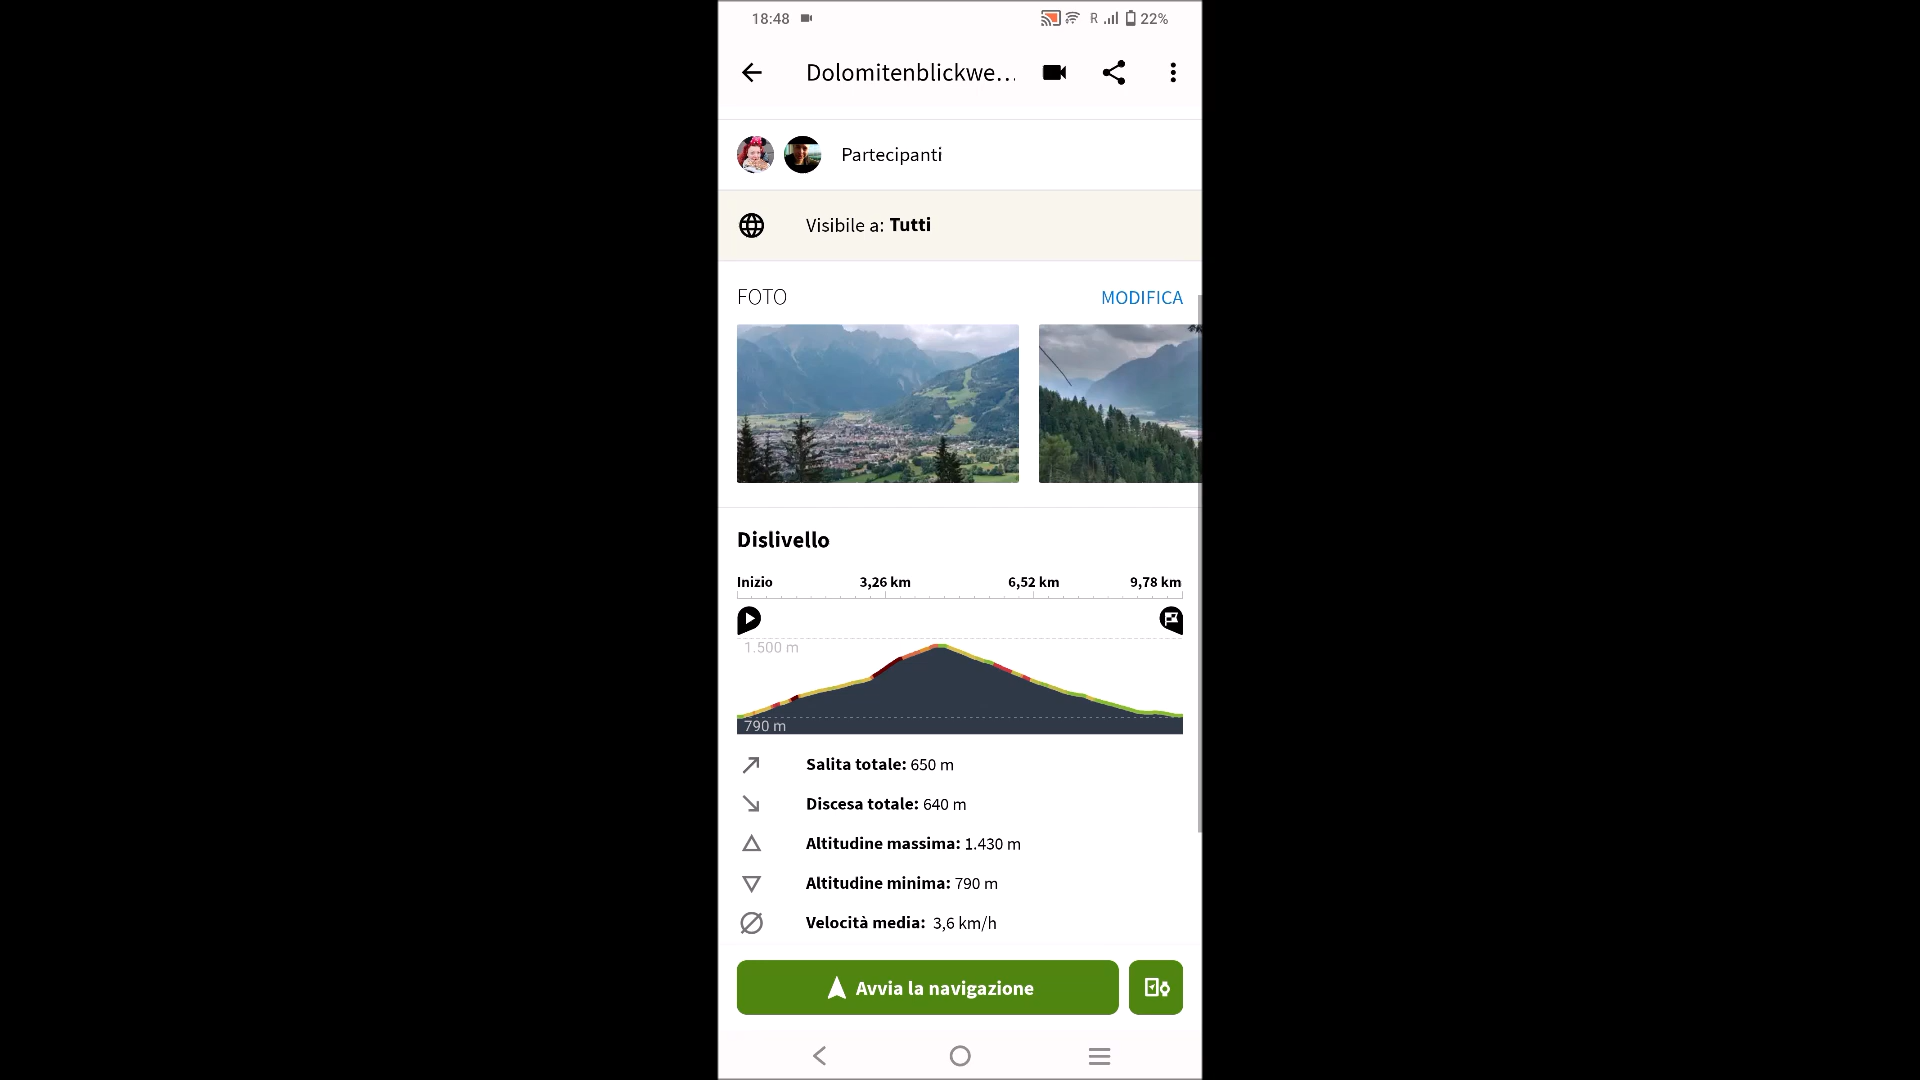 18:48 R 22%
Dolomitenblickwe...
Partecipanti
Visibile a: Tutti
FOTO MODIFICA
Dislivello
Inizio 3,26 km 6,52 km 9,78 km
1.500 m
790 m
Salita totale: 650 m
Discesa totale: 640 m
Altitudine massima: 1.430 m
Altitudine minima: 790 m
Velocità media: 3,6 km/h
Avvia la navigazione